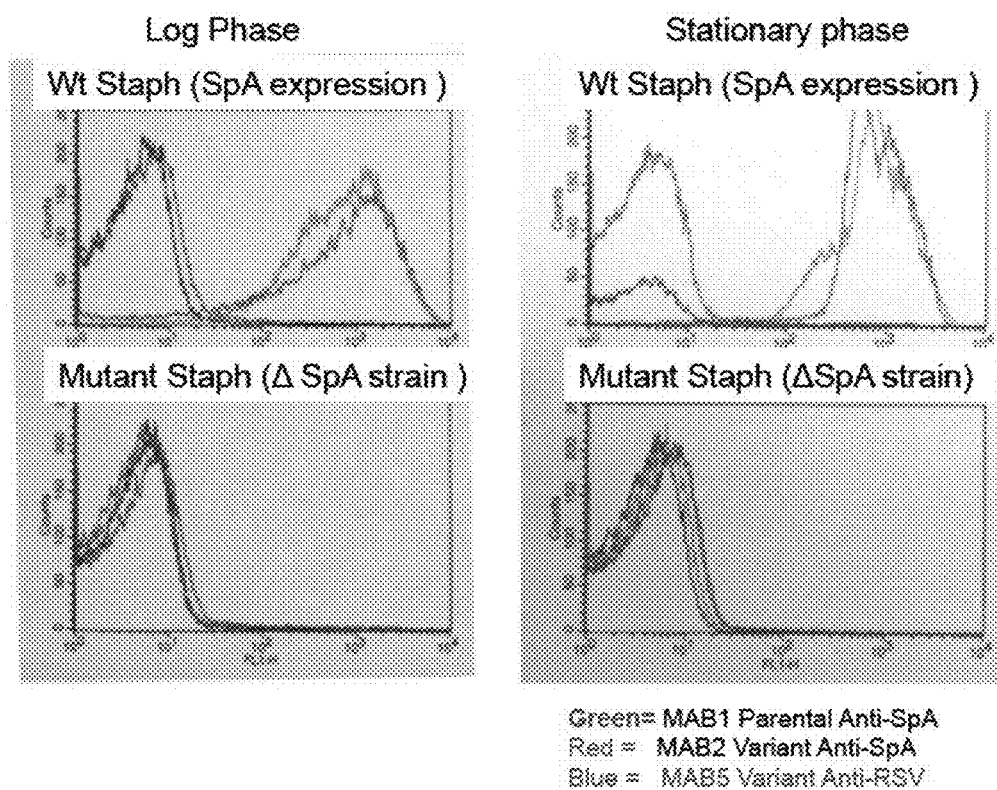 Log Phase
Stationary phase
Wt Staph (SpA expression )
Wt Staph (SpA expression )
Mutant Staph (Δ SpA strain )
Mutant Staph (ΔSpA strain)
Green= MAB1 Parental Anti-SpA
Red = MAB2 Variant Anti-SpA
Blue = MAB5 Variant Anti-RSV